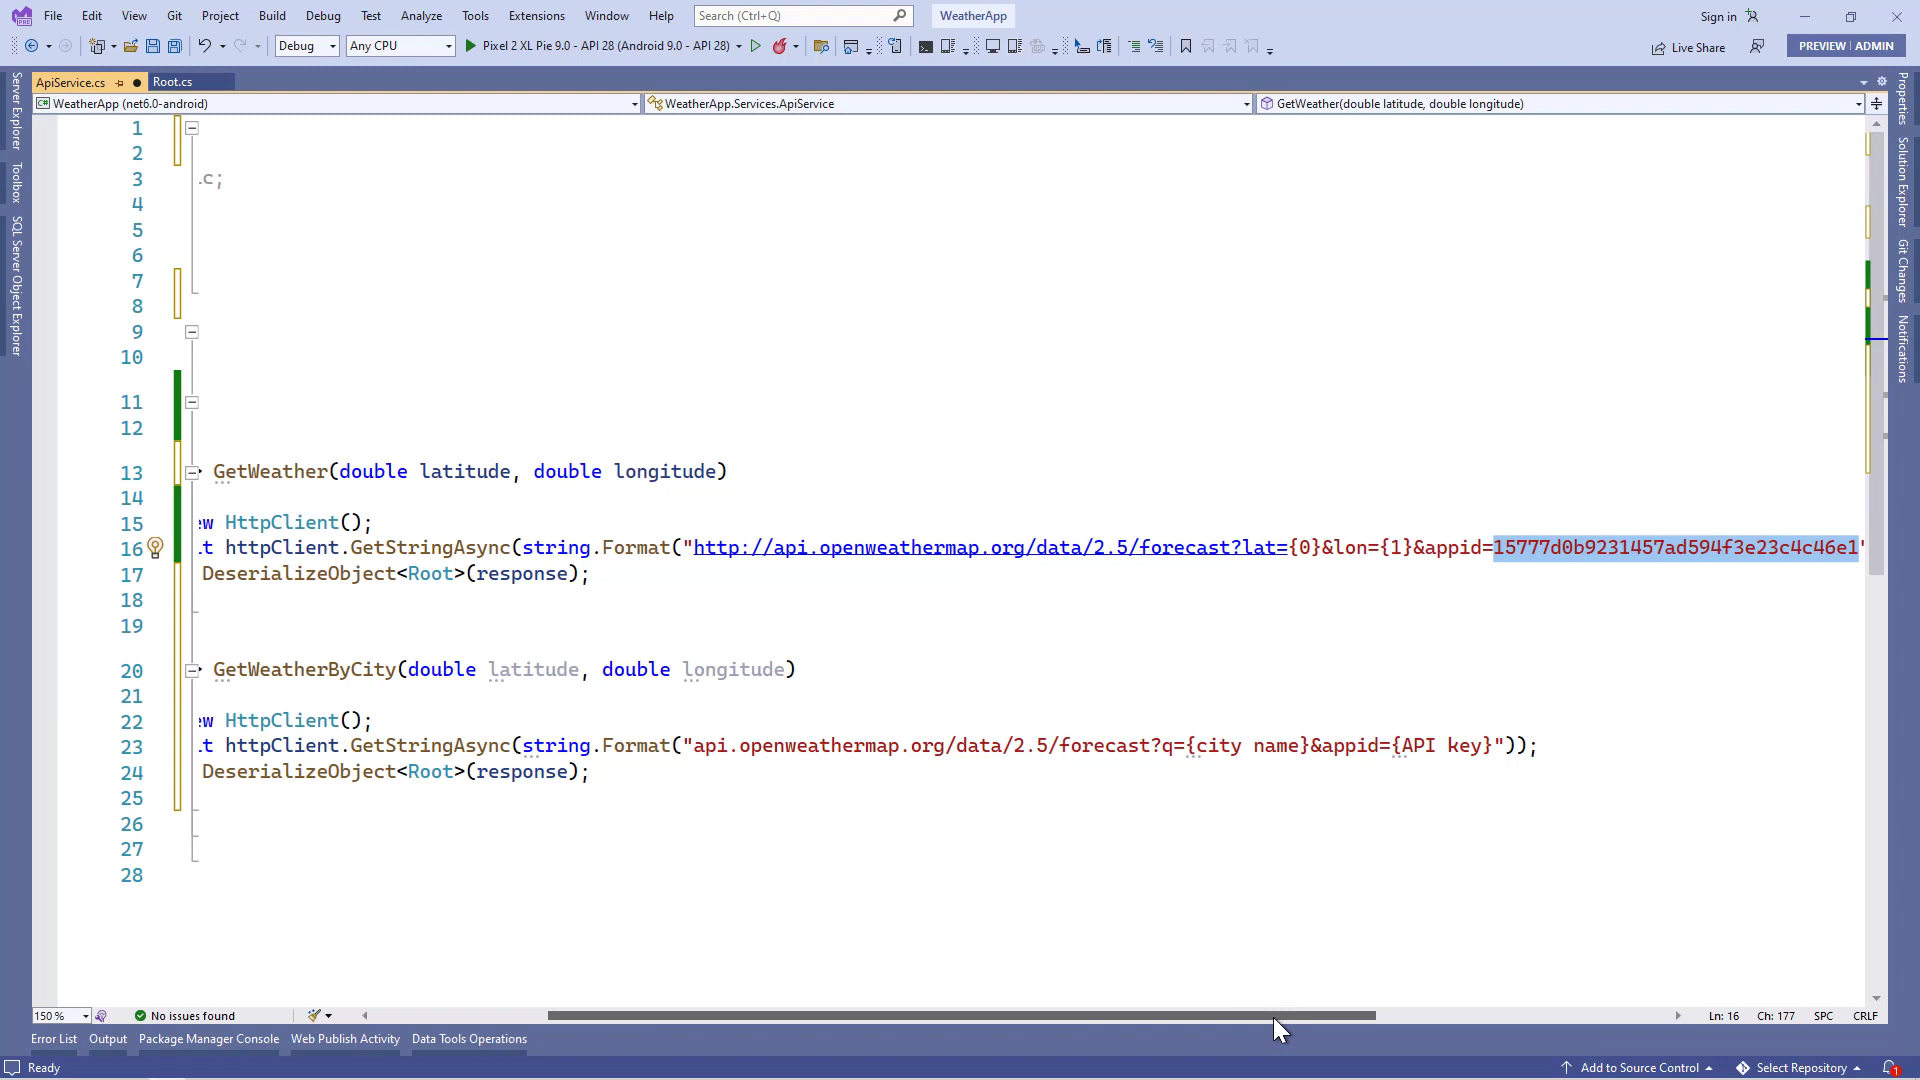 File Edit View Git Project Build Debug Test Analyze Tools Extensions Window Help Search (Ctrl+Q) WeatherApp Sign in
Debug Any CPU Pixel 2 XL Pie 9.0 - API 28 (Android 9.0 - API 28) Live Share PREVIEW | ADMIN
ApiService.cs Root.cs
WeatherApp (net6.0-android) WeatherApp.Services.ApiService GetWeather(double latitude, double longitude)
Server Explorer
Toolbox
SQL Server Object Explorer
Properties
Solution Explorer
Git Changes
Notifications
1
2
3 ic;
4
5
6
7
8
9
10
11
12
13 GetWeather(double latitude, double longitude)
14
15 ew HttpClient();
16 it httpClient.GetStringAsync(string.Format("http://api.openweathermap.org/data/2.5/forecast?lat={0}&lon={1}&appid=15777d0b9231457ad594f3e23c4c46e1"
17 DeserializeObject<Root>(response);
18
19
20 GetWeatherByCity(double latitude, double longitude)
21
22 ew HttpClient();
23 it httpClient.GetStringAsync(string.Format("api.openweathermap.org/data/2.5/forecast?q={city name}&appid={API key}"));
24 DeserializeObject<Root>(response);
25
26
27
28
150 % No issues found Ln: 16 Ch: 177 SPC CRLF
Error List Output Package Manager Console Web Publish Activity Data Tools Operations
Ready Add to Source Control Select Repository 1